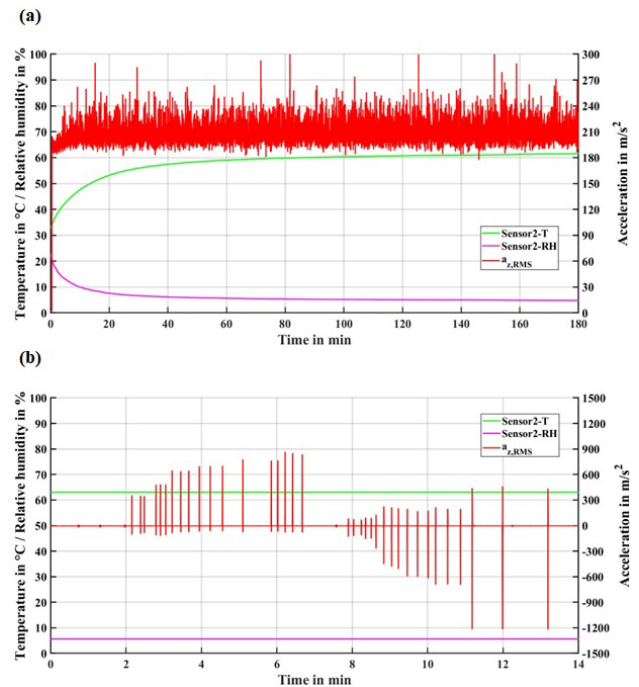 (a)
100
90
80
70
60
50
40
30
20
10
0
Temperature in °C / Relative humidity in %
300
270
240
210
180
150
120
90
60
30
0
Acceleration in m/s²
Sensor2-T
Sensor2-RH
a z,RMS
0 20 40 60 80 100 120 140 160 180
Time in min
(b)
100
90
80
70
60
50
40
30
20
10
0
Temperature in °C / Relative humidity in %
1500
1200
900
600
300
0
-300
-600
-900
-1200
-1500
Acceleration in m/s²
Sensor2-T
Sensor2-RH
a z,RMS
0 2 4 6 8 10 12 14
Time in min